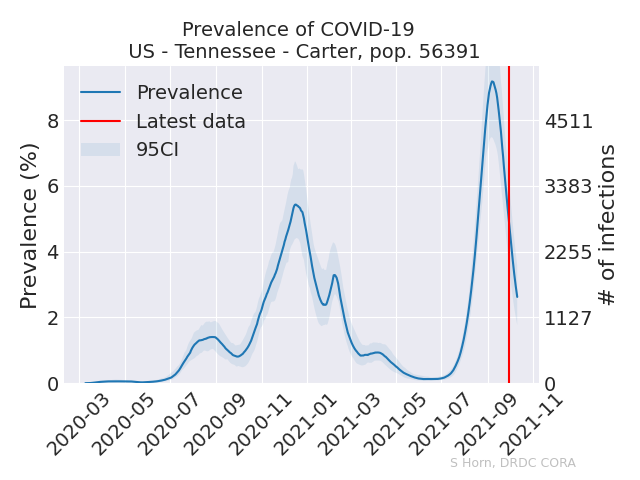 Prevalence of COVID-19
US - Tennessee - Carter, pop. 56391
Prevalence
Latest data
95CI
Prevalence (%)
8
6
4
2
0
4511
3383
2255
1127
0
# of infections
2020-03
2020-05
2020-07
2020-09
2020-11
2021-01
2021-03
2021-05
2021-07
2021-09
2021-11
S Horn, DRDC CORA